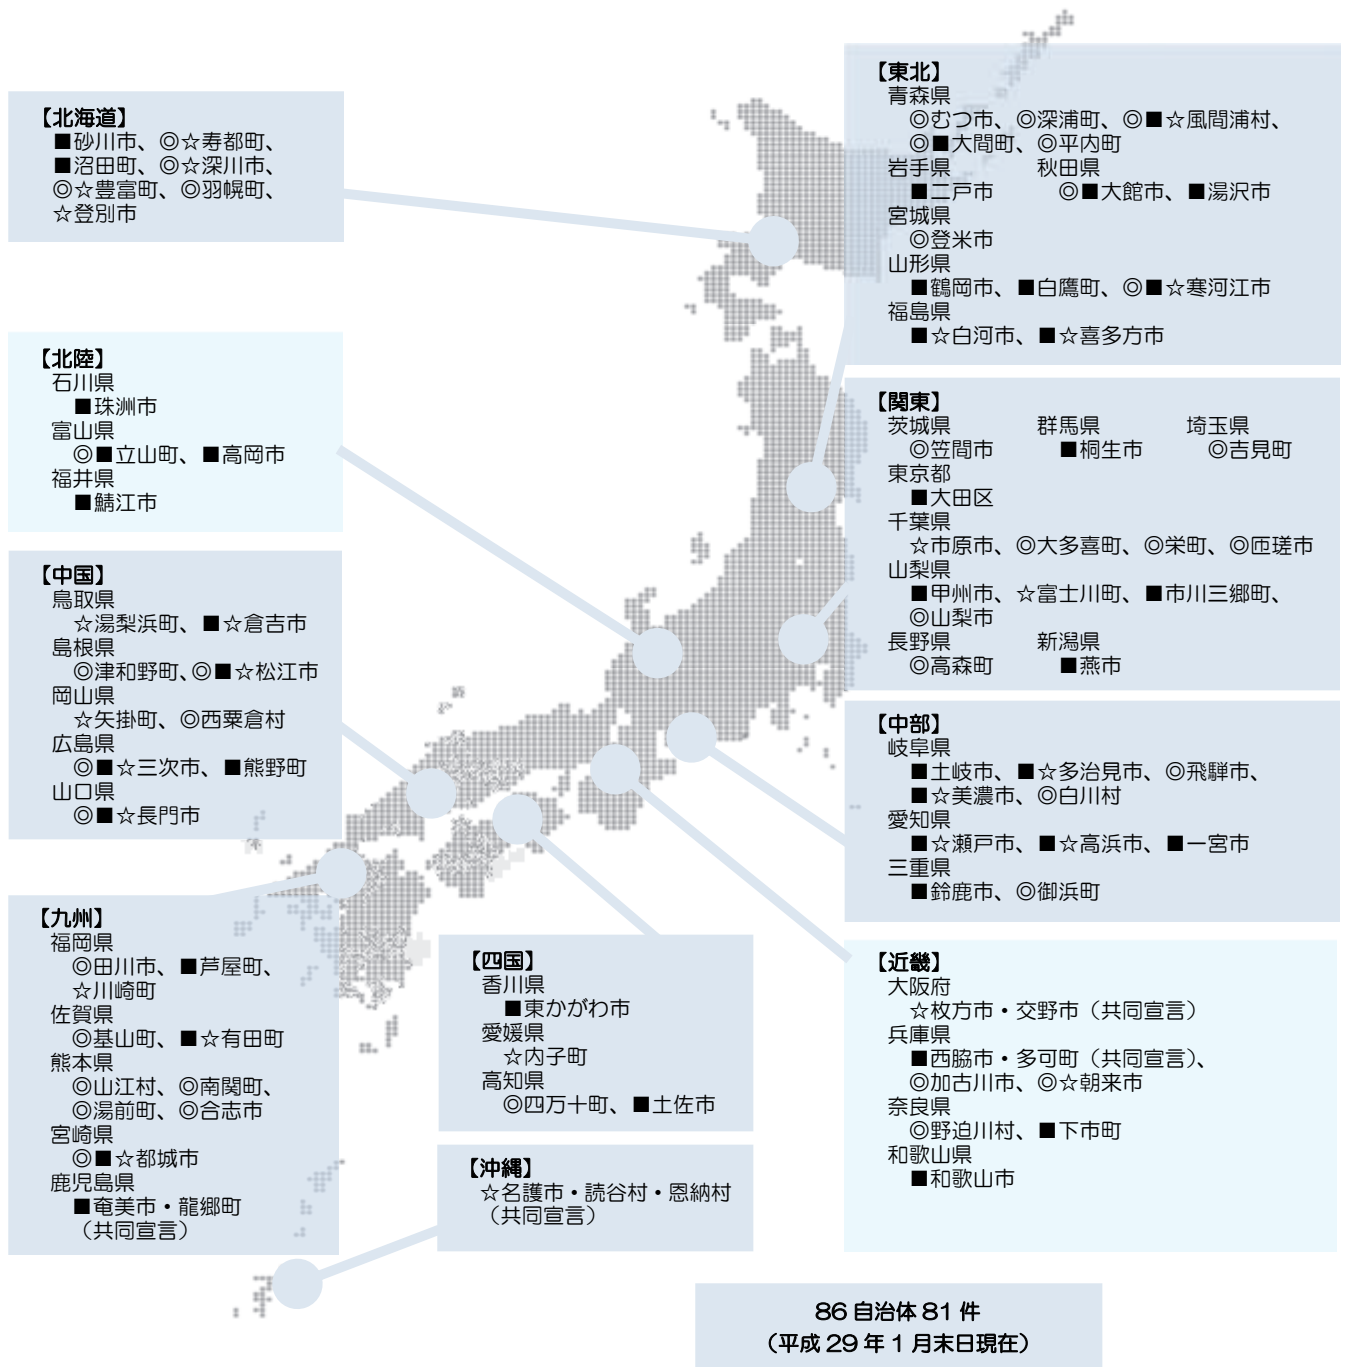 【北海道】
■砂川市、◎☆寿都町、
■沼田町、◎☆深川市、
◎☆豊富町、◎羽幌町、
☆登別市
【北陸】
石川県
■珠洲市
富山県
◎■立山町、■高岡市
福井県
■鯖江市
【中国】
鳥取県
☆湯梨浜町、■☆倉吉市
島根県
◎津和野町、◎■☆松江市
岡山県
☆矢掛町、◎西粟倉村
広島県
◎■☆三次市、■熊野町
山口県
◎■☆長門市
【九州】
福岡県
◎田川市、■芦屋町、
☆川崎町
佐賀県
◎基山町、■☆有田町
熊本県
◎山江村、◎南関町、
◎湯前町、◎合志市
宮崎県
◎■☆都城市
鹿児島県
■奄美市・龍郷町
（共同宣言）
【四国】
香川県
■東かがわ市
愛媛県
☆内子町
高知県
◎四万十町、■土佐市
【沖縄】
☆名護市・読谷村・恩納村
（共同宣言）
【東北】
青森県
◎むつ市、◎深浦町、◎■☆風間浦村、
◎■大間町、◎平内町
岩手県 秋田県
■二戸市 ◎■大館市、■湯沢市
宮城県
◎登米市
山形県
■鶴岡市、■白鷹町、◎■☆寒河江市
福島県
■☆白河市、■☆喜多方市
【関東】
茨城県 群馬県 埼玉県
◎笠間市 ■桐生市 ◎吉見町
東京都
■大田区
千葉県
☆市原市、◎大多喜町、◎栄町、◎匝瑳市
山梨県
■甲州市、☆富士川町、■市川三郷町、
◎山梨市
長野県 新潟県
◎高森町 ■燕市
【中部】
岐阜県
■土岐市、■☆多治見市、◎飛騨市、
■☆美濃市、◎白川村
愛知県
■☆瀬戸市、■☆高浜市、■一宮市
三重県
■鈴鹿市、◎御浜町
【近畿】
大阪府
☆枚方市・交野市（共同宣言）
兵庫県
■西脇市・多可町（共同宣言）、
◎加古川市、◎☆朝来市
奈良県
◎野迫川村、■下市町
和歌山県
■和歌山市
86 自治体 81 件
（平成 29 年 1 月末日現在）